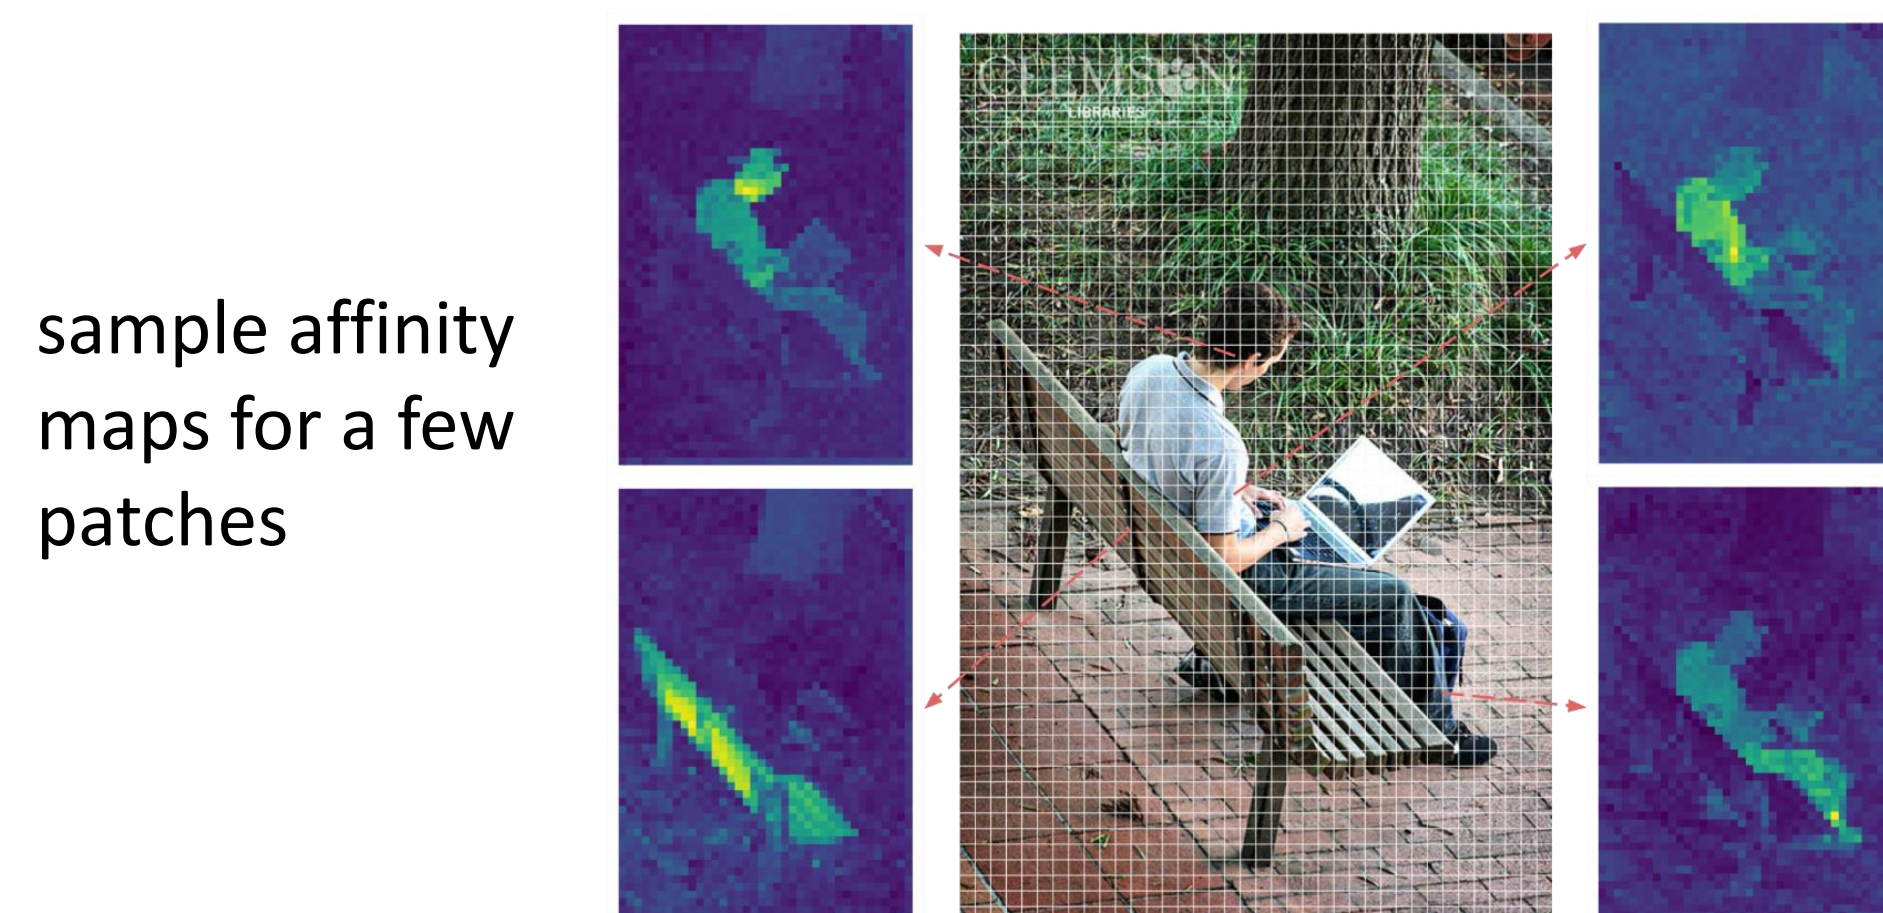 sample affinity
maps for a few
patches
CLEMSON
LIBRARIES